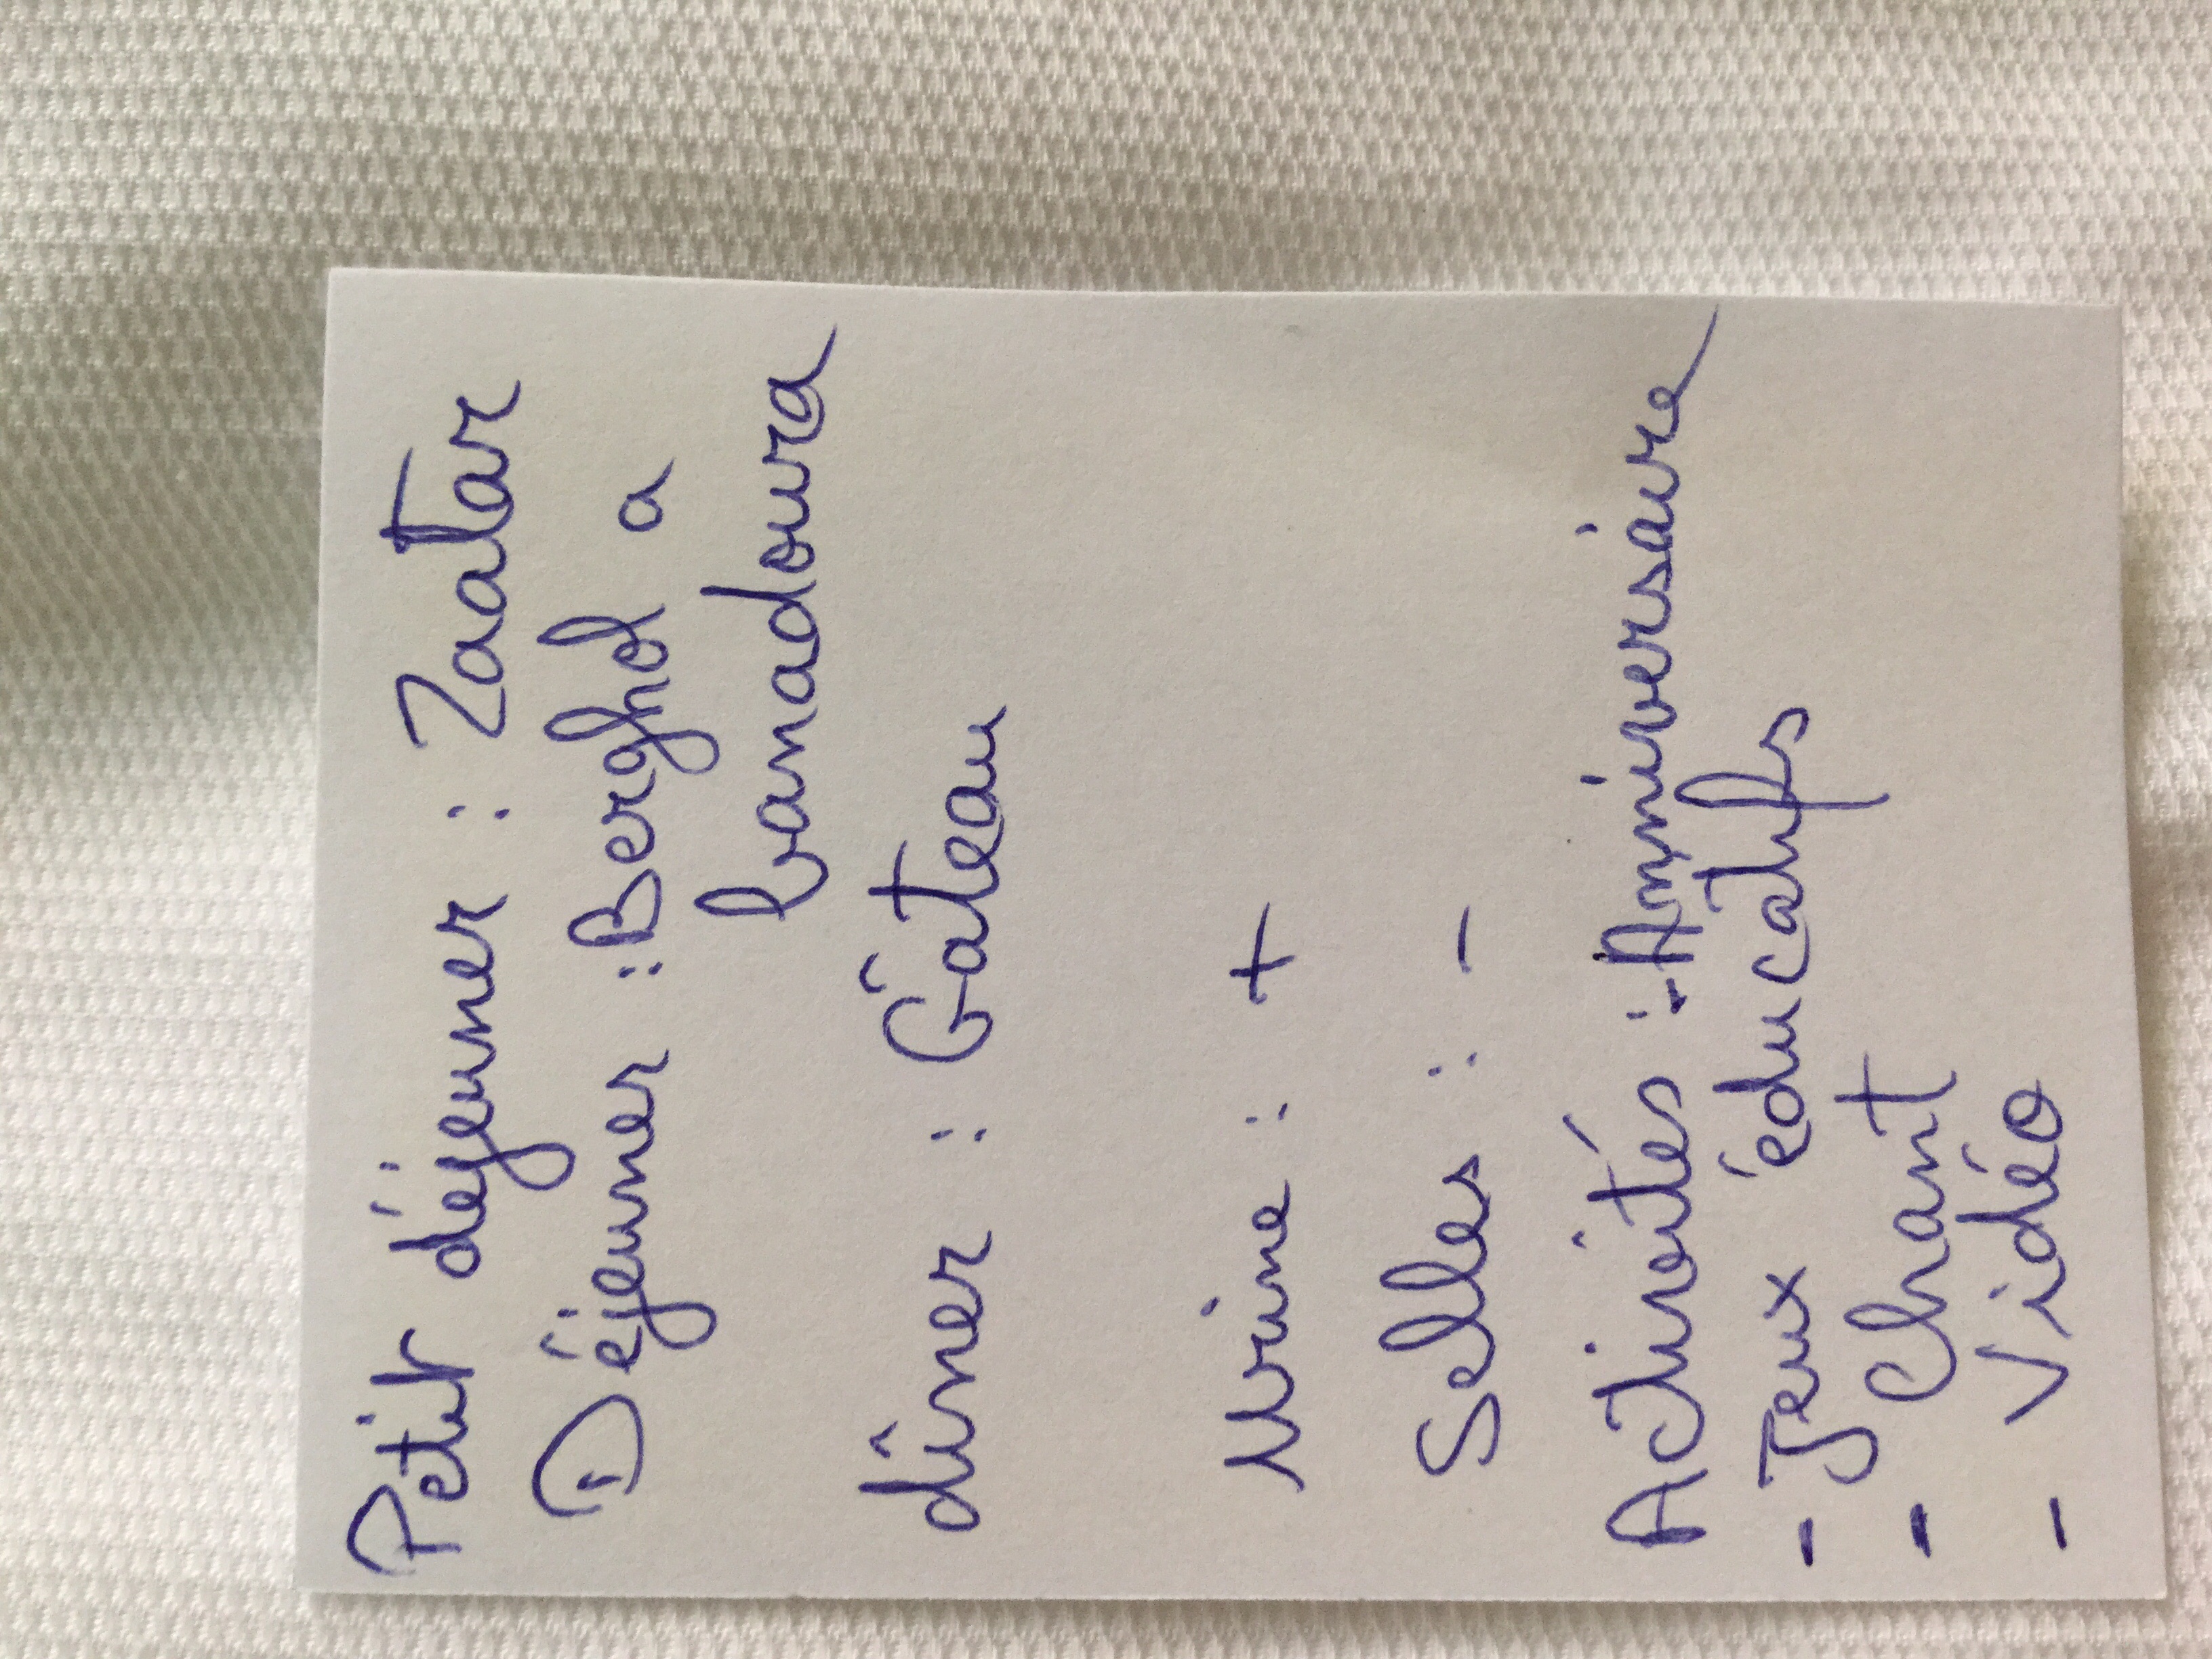 Petit déjeuner : Zaatar
Déjeuner : Berghol a
banadoura
dîner : Gâteau
Urine : +
Selles : -
Activités : - Anniversaire
- Jeux éducatifs
- Chant
- Vidéo